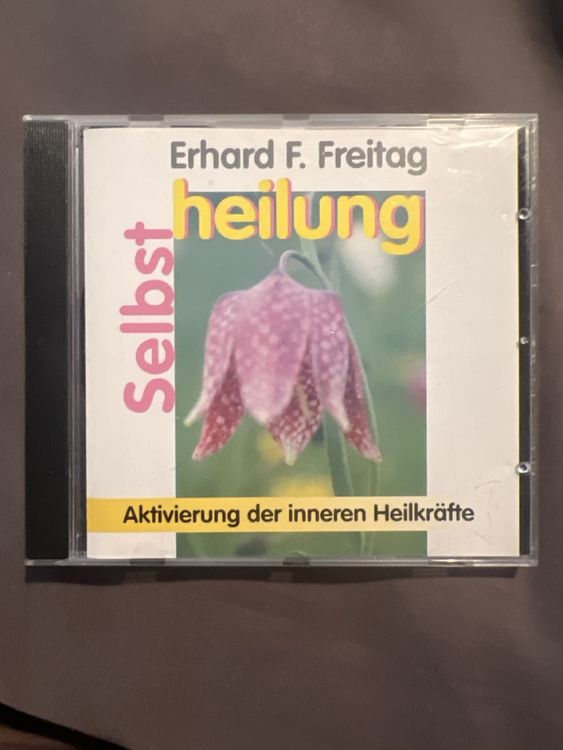 Erhard F. Freitag
Selbst
heilung
Aktivierung der inneren Heilkräfte